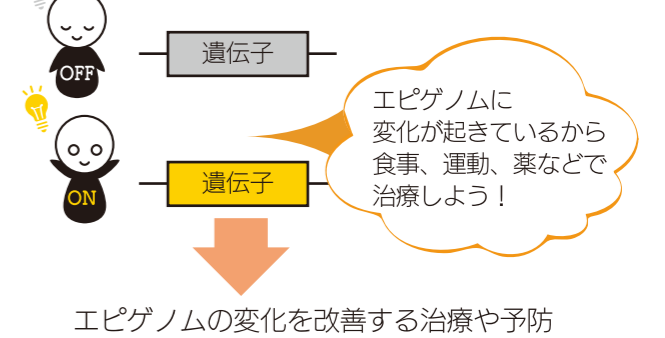 OFF
遺伝子
エピゲノムに
変化が起きているから
食事、運動、薬などで
治療しよう！
ON
遺伝子
エピゲノムの変化を改善する治療や予防